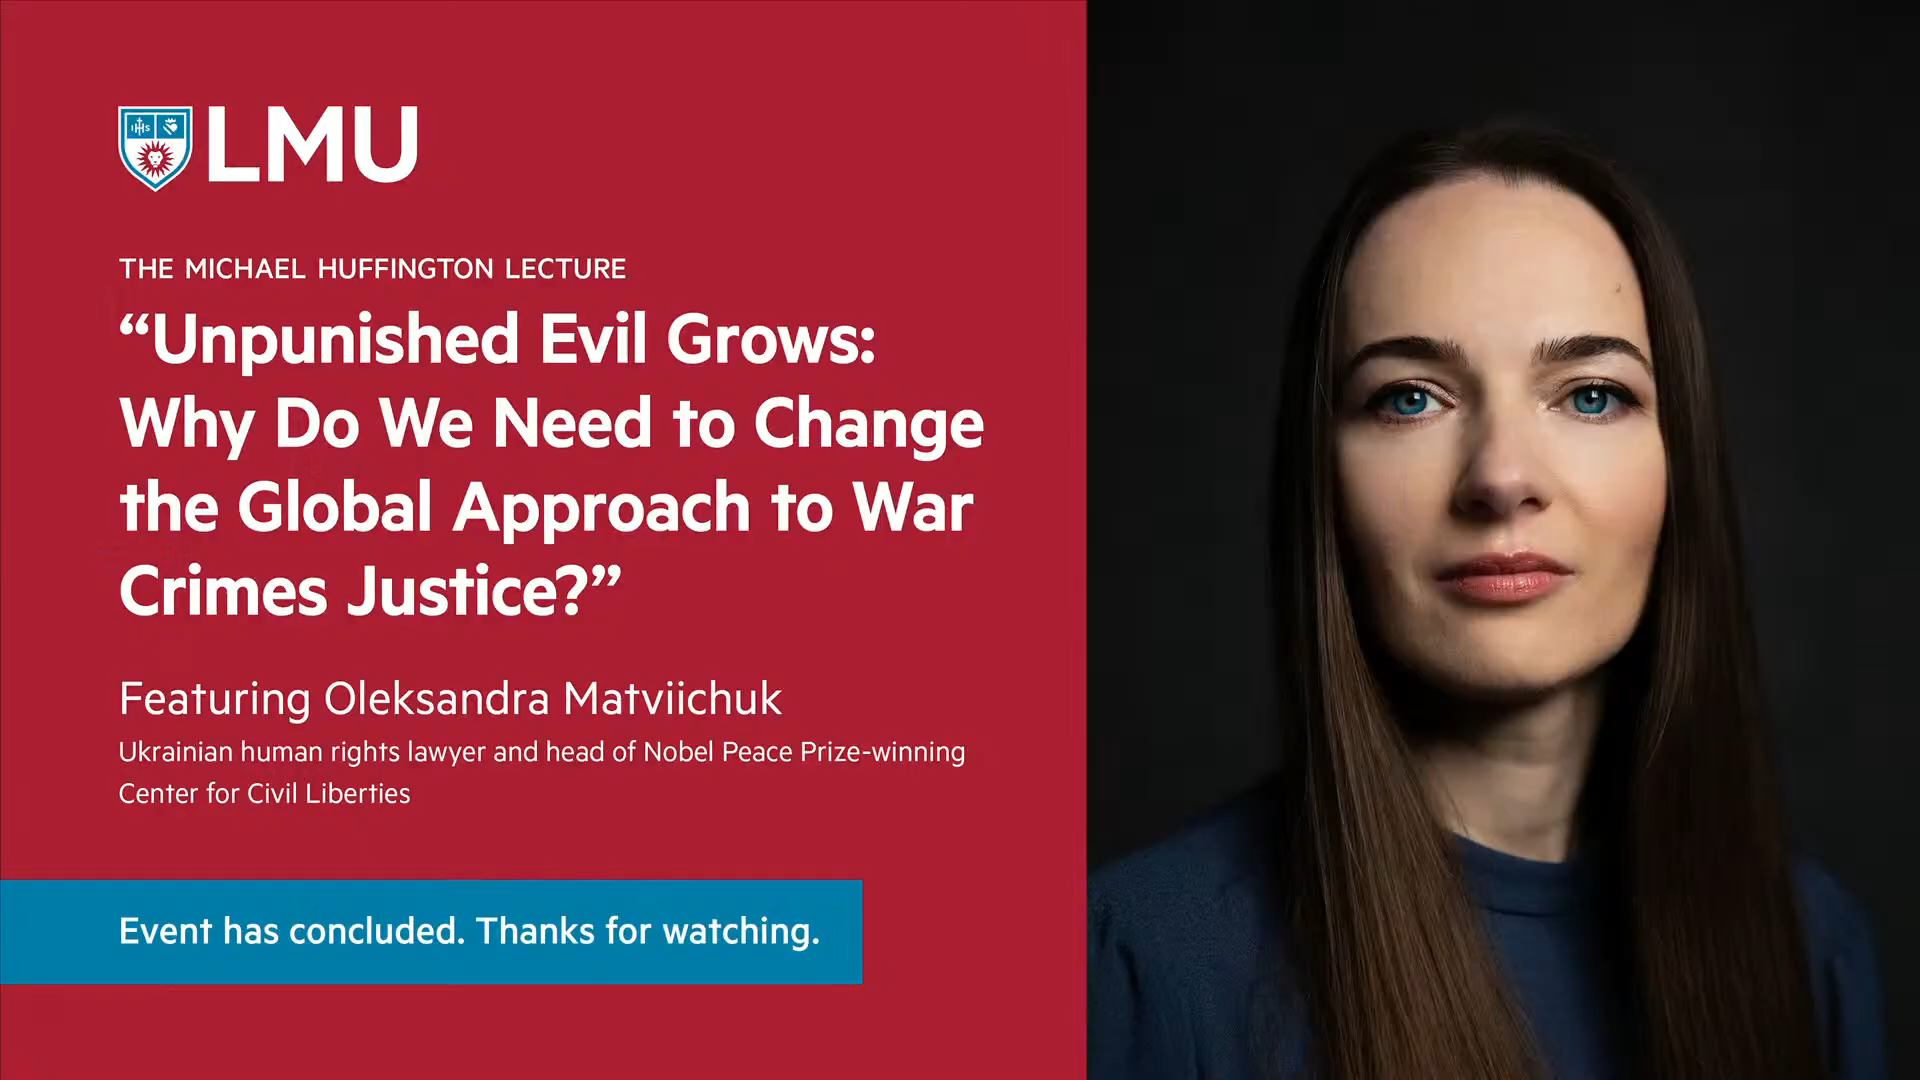 IHS
LMU
THE MICHAEL HUFFINGTON LECTURE
“Unpunished Evil Grows:
Why Do We Need to Change
the Global Approach to War
Crimes Justice?”
Featuring Oleksandra Matviichuk
Ukrainian human rights lawyer and head of Nobel Peace Prize-winning
Center for Civil Liberties
Event has concluded. Thanks for watching.